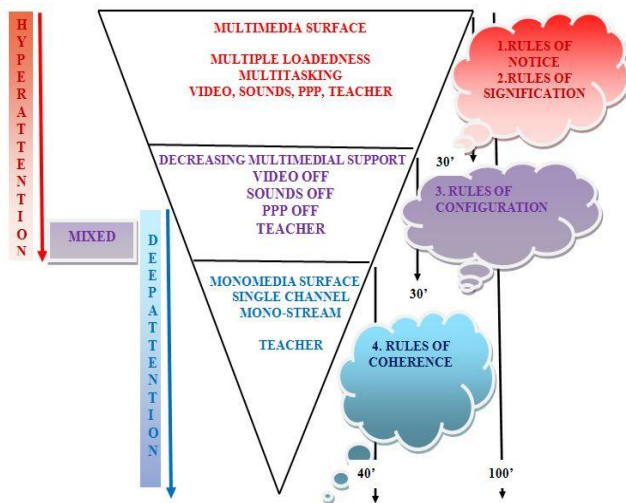 HYPERATTENTION
MULTIMEDIA SURFACE
MULTIPLE LOADEDNESS
MULTITASKING
VIDEO, SOUNDS, PPP, TEACHER
1.RULES OF
NOTICE
2.RULES OF
SIGNIFICATION
30'
DECREASING MULTIMEDIAL SUPPORT
VIDEO OFF
SOUNDS OFF
PPP OFF
TEACHER
3. RULES OF
CONFIGURATION
MIXED
30'
DEEPATTENTION
MONOMEDIA SURFACE
SINGLE CHANNEL
MONO-STREAM
TEACHER
4. RULES OF
COHERENCE
40'
100'